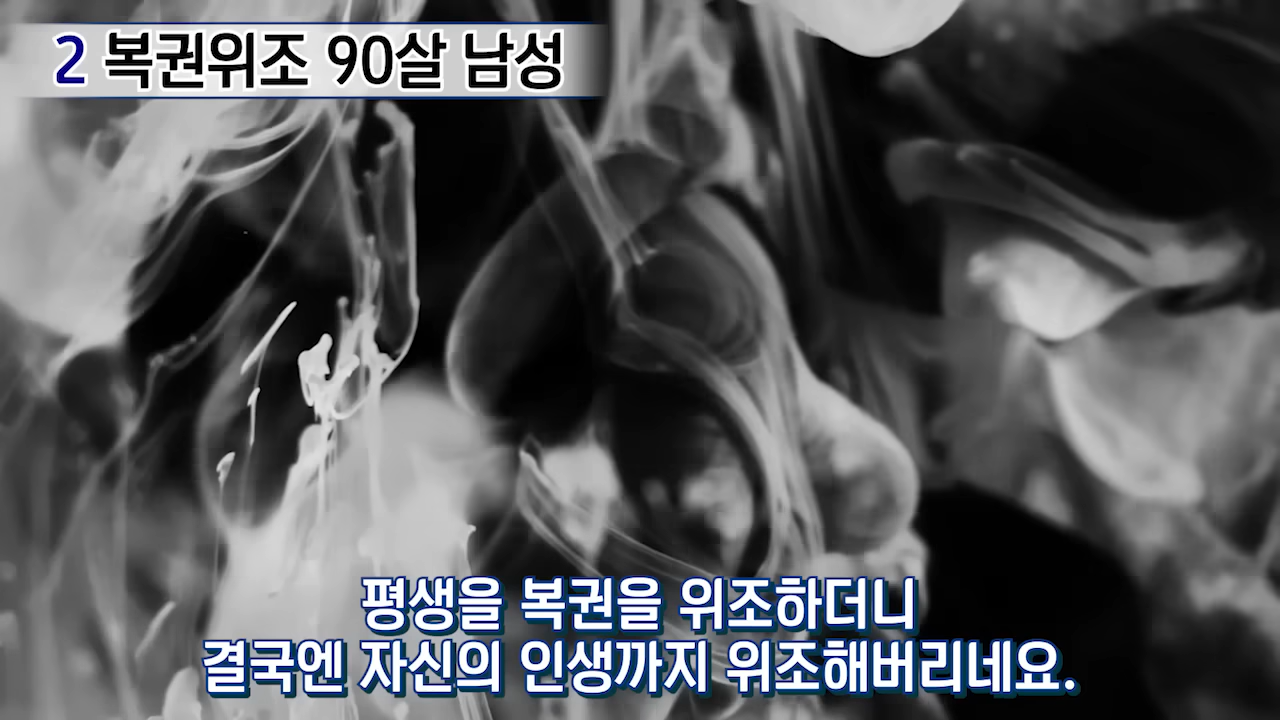 2 복권위조 90살 남성
평생을 복권을 위조하더니
결국엔 자신의 인생까지 위조해버리네요.